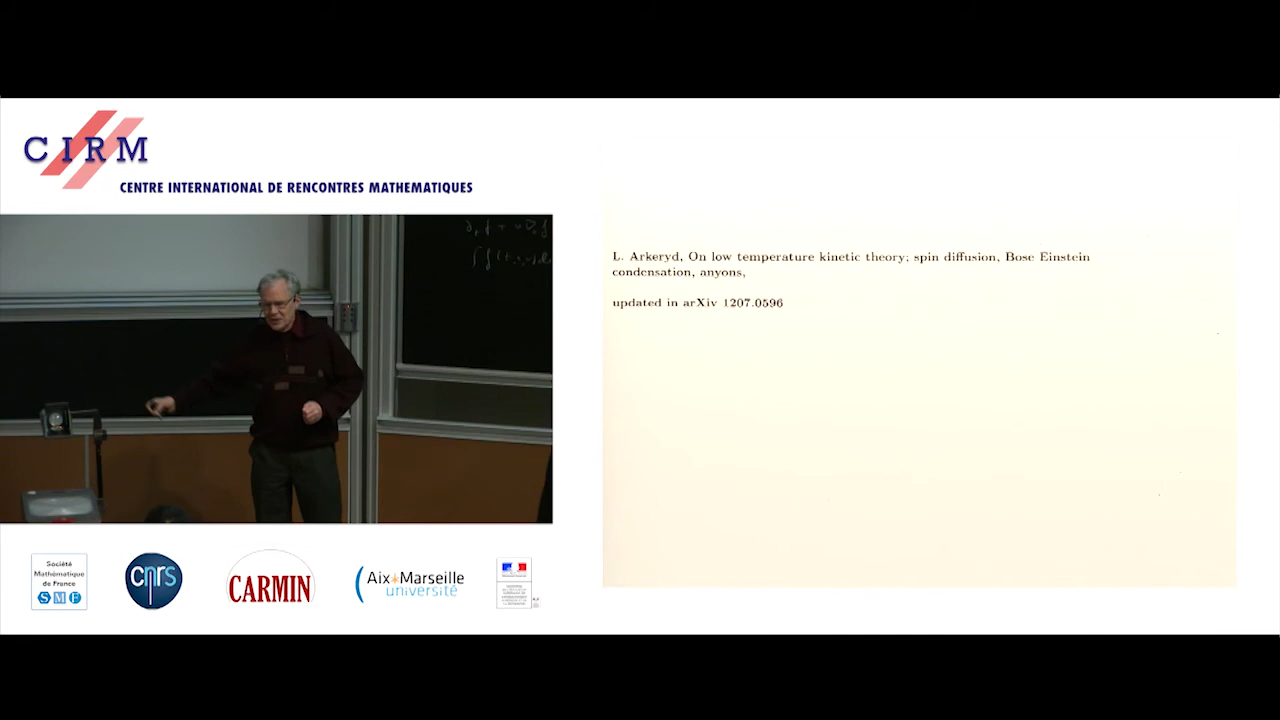 CIRM
CENTRE INTERNATIONAL DE RENCONTRES MATHEMATIQUES
L. Arkeryd, On low temperature kinetic theory; spin diffusion, Bose Einstein
condensation, anyons,
updated in arXiv 1207.0596
Société
Mathématique
de France
SMF
cnrs
CARMIN
Aix*Marseille
université